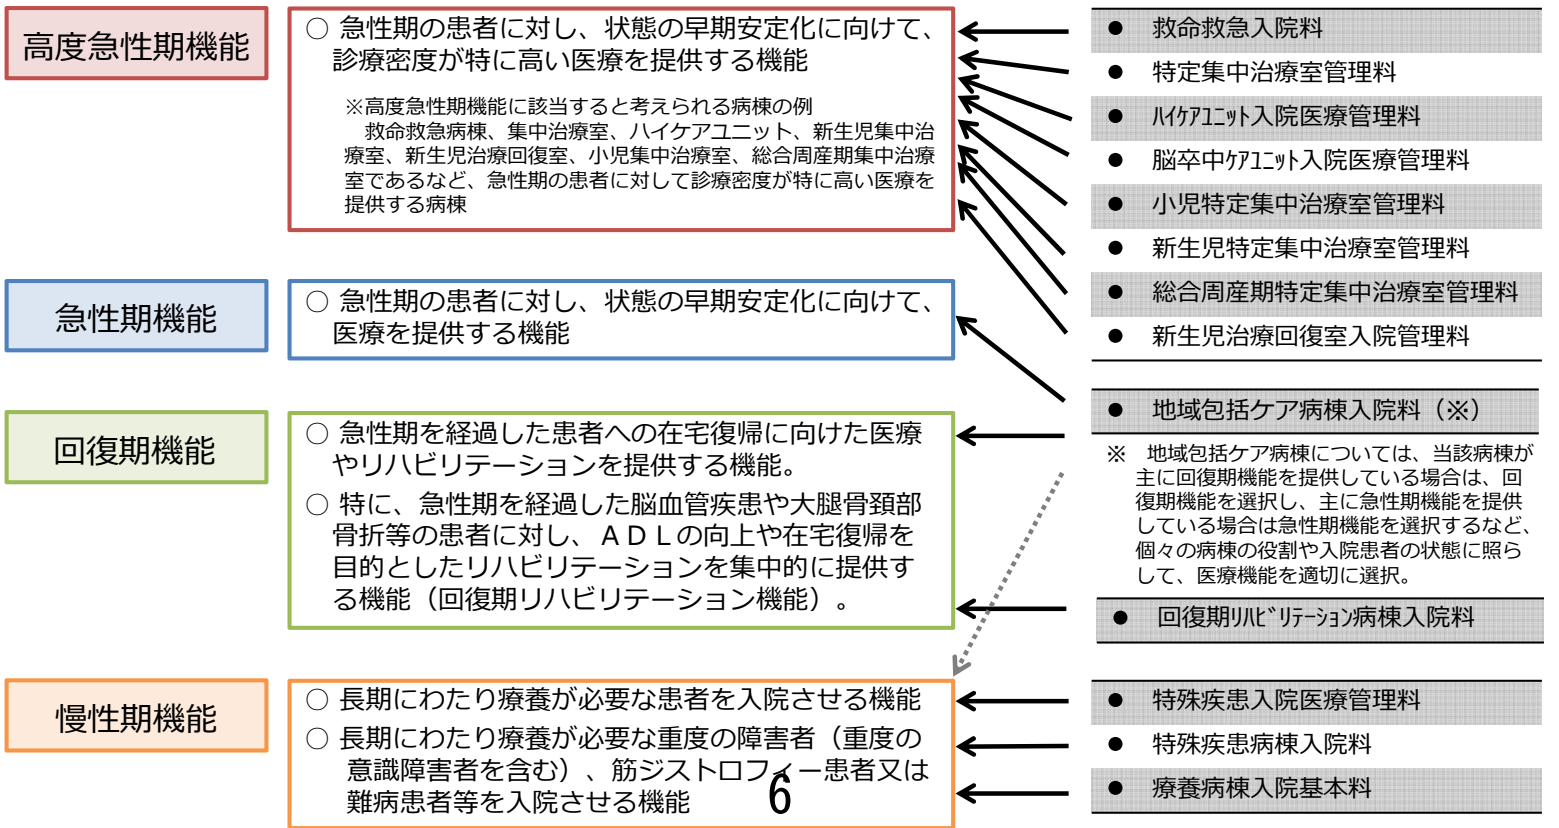 高度急性期機能
○ 急性期の患者に対し、状態の早期安定化に向けて、
診療密度が特に高い医療を提供する機能
※高度急性期機能に該当すると考えられる病棟の例
救命救急病棟、集中治療室、ハイケアユニット、新生児集中治
療室、新生児治療回復室、小児集中治療室、総合周産期集中治療
室であるなど、急性期の患者に対して診療密度が特に高い医療を
提供する病棟
● 救命救急入院料
● 特定集中治療室管理料
● ﾊｲｹｱﾕﾆｯﾄ入院医療管理料
● 脳卒中ｹｱﾕﾆｯﾄ入院医療管理料
● 小児特定集中治療室管理料
● 新生児特定集中治療室管理料
● 総合周産期特定集中治療室管理料
● 新生児治療回復室入院管理料
急性期機能
○ 急性期の患者に対し、状態の早期安定化に向けて、
医療を提供する機能
回復期機能
○ 急性期を経過した患者への在宅復帰に向けた医療
やリハビリテーションを提供する機能。
○ 特に、急性期を経過した脳血管疾患や大腿骨頚部
骨折等の患者に対し、ＡＤＬの向上や在宅復帰を
目的としたリハビリテーションを集中的に提供す
る機能（回復期リハビリテーション機能）。
● 地域包括ケア病棟入院料（※）
※ 地域包括ケア病棟については、当該病棟が
主に回復期機能を提供している場合は、回
復期機能を選択し、主に急性期機能を提供
している場合は急性期機能を選択するなど、
個々の病棟の役割や入院患者の状態に照ら
して、医療機能を適切に選択。
● 回復期ﾘﾊﾋﾞﾘﾃｰｼｮﾝ病棟入院料
慢性期機能
○ 長期にわたり療養が必要な患者を入院させる機能
○ 長期にわたり療養が必要な重度の障害者（重度の
意識障害者を含む）、筋ジストロフィー患者又は
難病患者等を入院させる機能
● 特殊疾患入院医療管理料
● 特殊疾患病棟入院料
● 療養病棟入院基本料
6